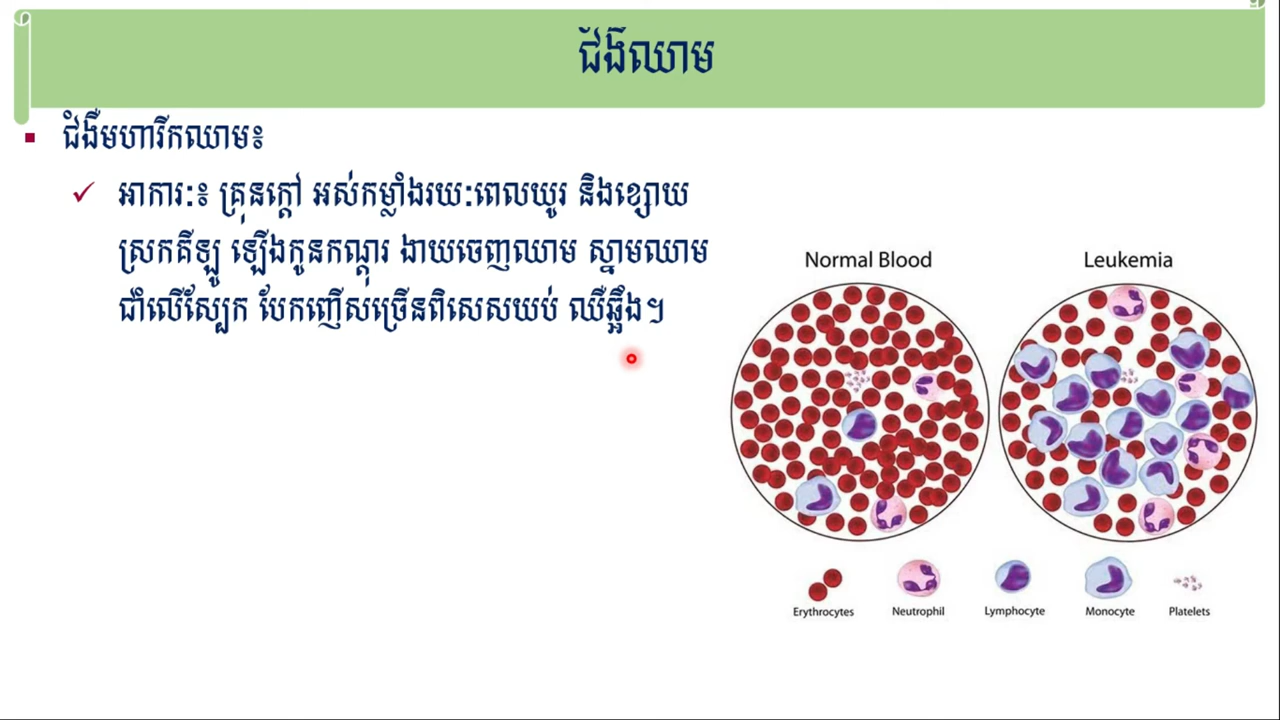 ជំងឺឈាម
ជំងឺមហារីកឈាម៖
អាការៈ៖ គ្រុនក្តៅ អស់កម្លាំងរយៈពេលយូរ និងខ្សោយ
ស្រកគីឡូ ឡើងកូនកណ្តុរ ងាយចេញឈាម ស្នាមឈាម
ជាំលើស្បែក បែកញើសច្រើនពិសេសយប់ ឈឺឆ្អឹង។
Normal Blood
Leukemia
Erythrocytes
Neutrophil
Lymphocyte
Monocyte
Platelets